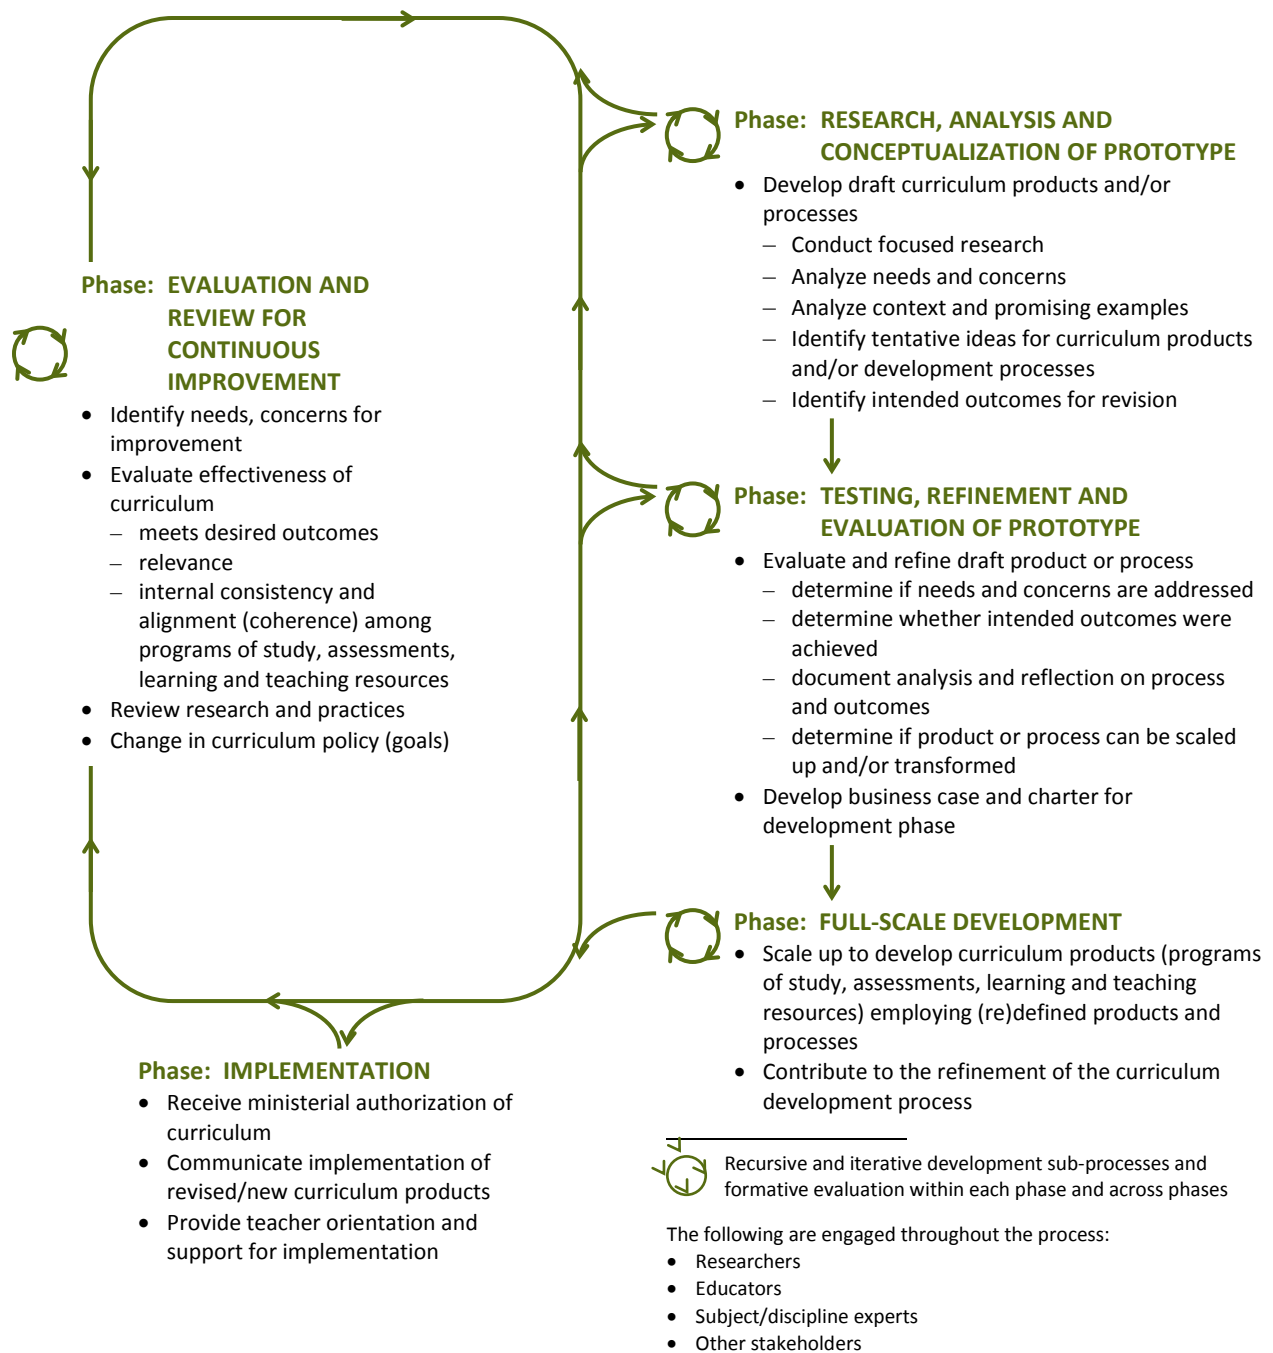 Phase: EVALUATION AND
REVIEW FOR
CONTINUOUS
IMPROVEMENT
• Identify needs, concerns for
improvement
• Evaluate effectiveness of
curriculum
– meets desired outcomes
– relevance
– internal consistency and
alignment (coherence) among
programs of study, assessments,
learning and teaching resources
• Review research and practices
• Change in curriculum policy (goals)
Phase: RESEARCH, ANALYSIS AND
CONCEPTUALIZATION OF PROTOTYPE
• Develop draft curriculum products and/or
processes
– Conduct focused research
– Analyze needs and concerns
– Analyze context and promising examples
– Identify tentative ideas for curriculum products
and/or development processes
– Identify intended outcomes for revision
Phase: TESTING, REFINEMENT AND
EVALUATION OF PROTOTYPE
• Evaluate and refine draft product or process
– determine if needs and concerns are addressed
– determine whether intended outcomes were
achieved
– document analysis and reflection on process
and outcomes
– determine if product or process can be scaled
up and/or transformed
• Develop business case and charter for
development phase
Phase: FULL-SCALE DEVELOPMENT
• Scale up to develop curriculum products (programs
of study, assessments, learning and teaching
resources) employing (re)defined products and
processes
• Contribute to the refinement of the curriculum
development process
Phase: IMPLEMENTATION
• Receive ministerial authorization of
curriculum
• Communicate implementation of
revised/new curriculum products
• Provide teacher orientation and
support for implementation
Recursive and iterative development sub-processes and
formative evaluation within each phase and across phases
The following are engaged throughout the process:
• Researchers
• Educators
• Subject/discipline experts
• Other stakeholders